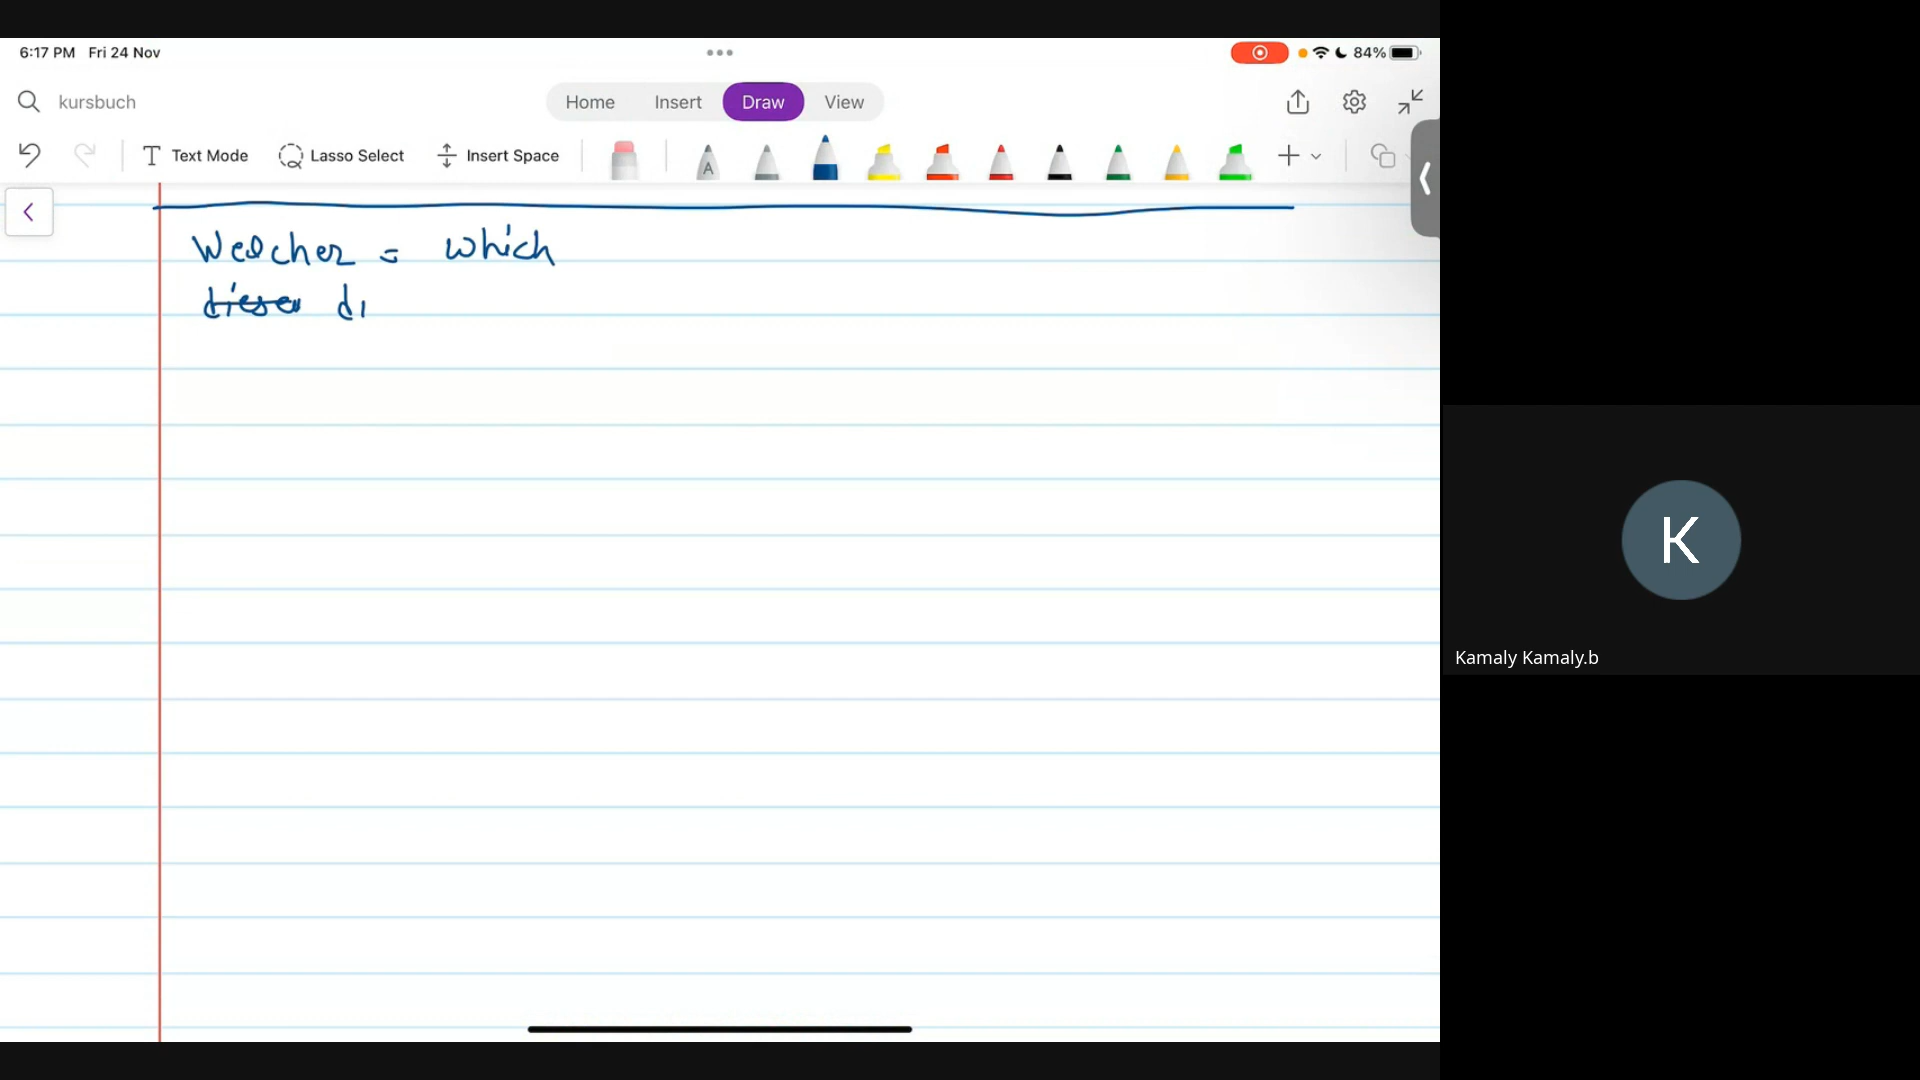 6:17 PM Fri 24 Nov 84%
kursbuch Home Insert Draw View
Text Mode Lasso Select Insert Space A
Welcher = which
di
K
Kamaly Kamaly.b